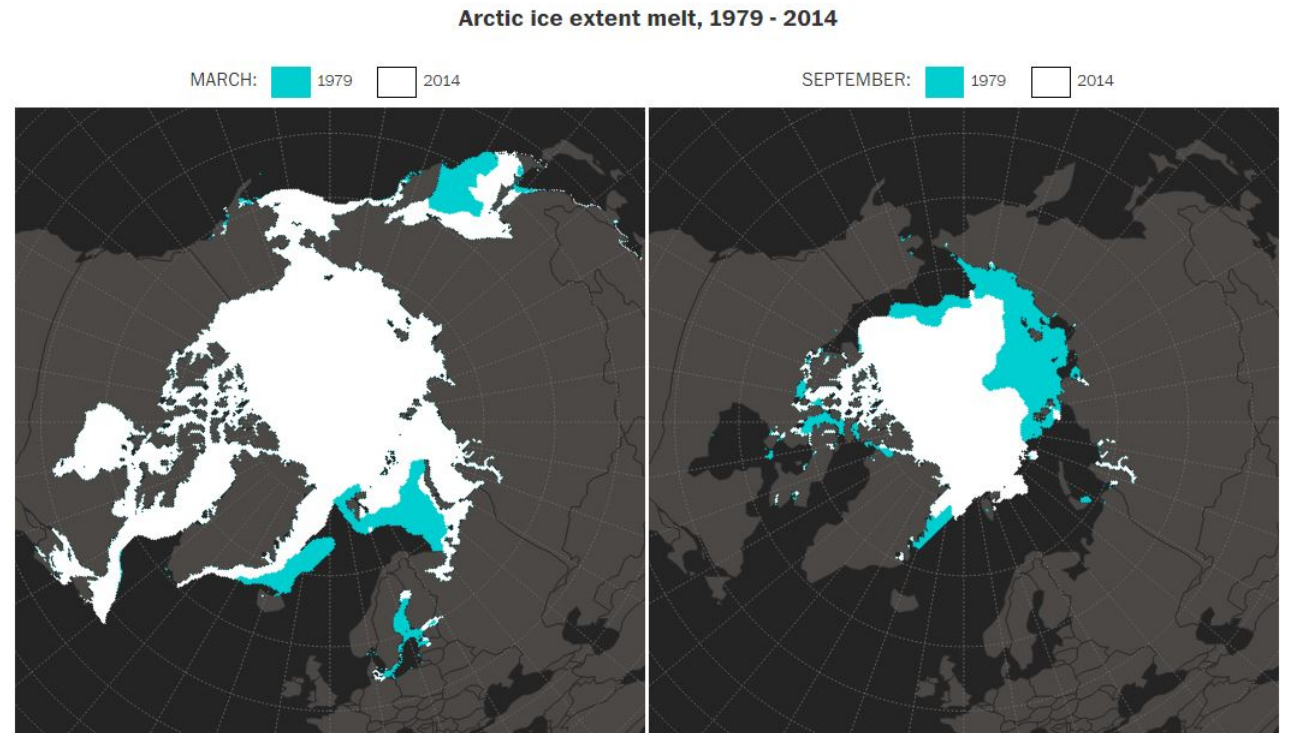 Arctic ice extent melt, 1979 - 2014
MARCH: 1979 2014
SEPTEMBER: 1979 2014